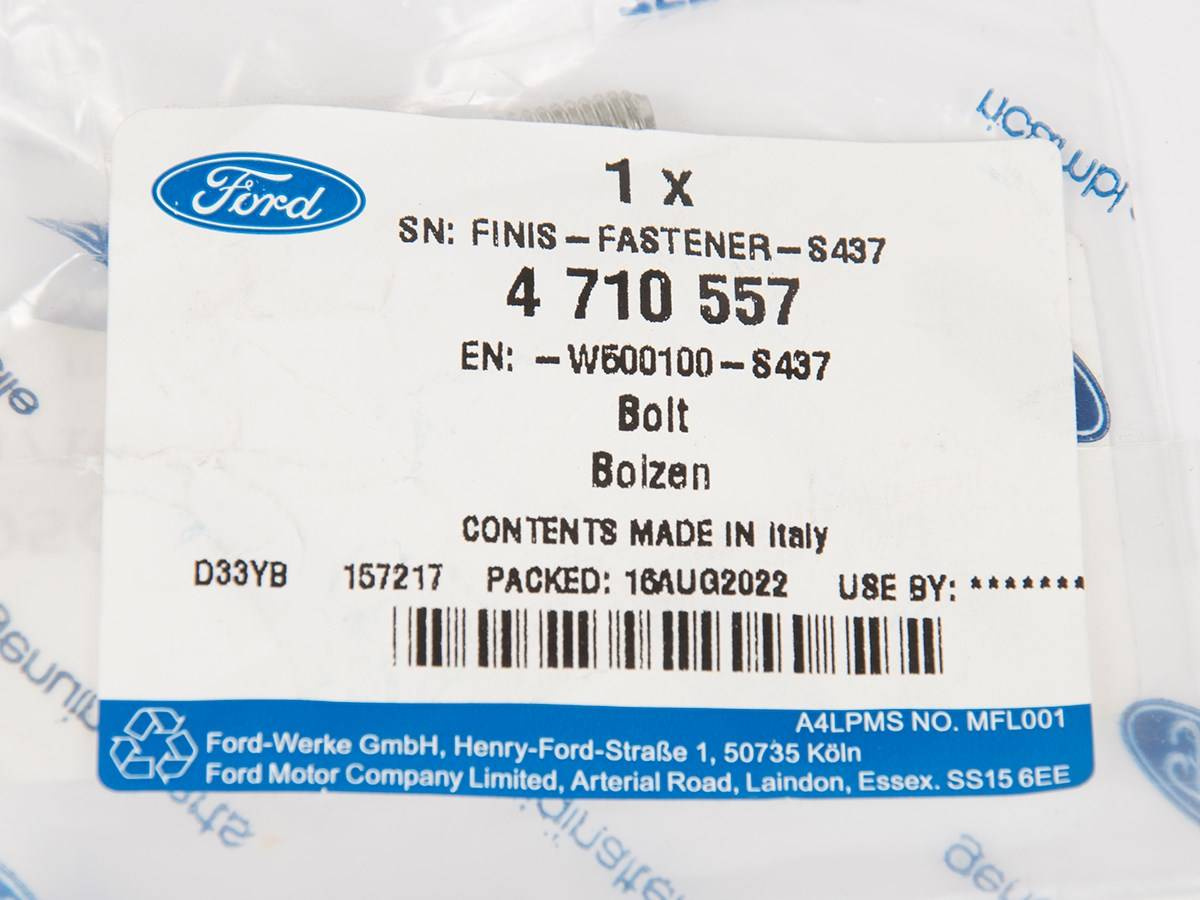 Ford
1 x
SN: FINIS-FASTENER-S437
4 710 557
EN: -W500100-S437
Bolt
Bolzen
CONTENTS MADE IN Italy
D33YB 157217 PACKED: 16AUG2022 USE BY: *******
A4LPMS NO. MFL001
Ford-Werke GmbH, Henry-Ford-Straße 1, 50735 Köln
Ford Motor Company Limited, Arterial Road, Laindon, Essex. SS15 6EE